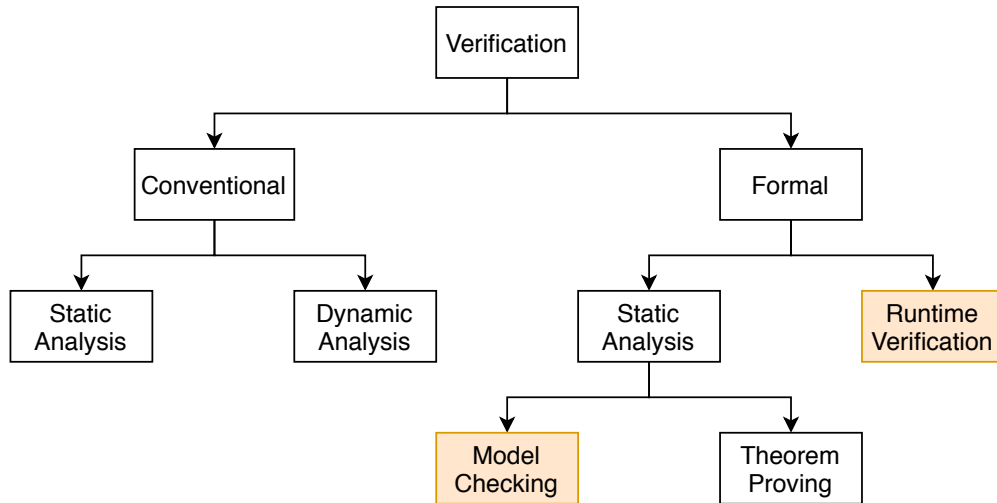 Verification
Conventional
Formal
Static
Analysis
Dynamic
Analysis
Static
Analysis
Runtime
Verification
Model
Checking
Theorem
Proving